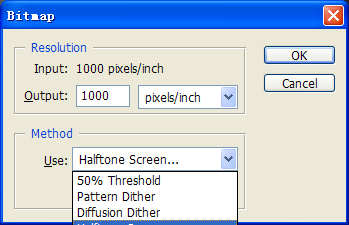 Bitmap
Resolution
Input: 1000 pixels/inch
Output: 1000 pixels/inch
OK
Cancel
Method
Use: Halftone Screen...
50% Threshold
Pattern Dither
Diffusion Dither